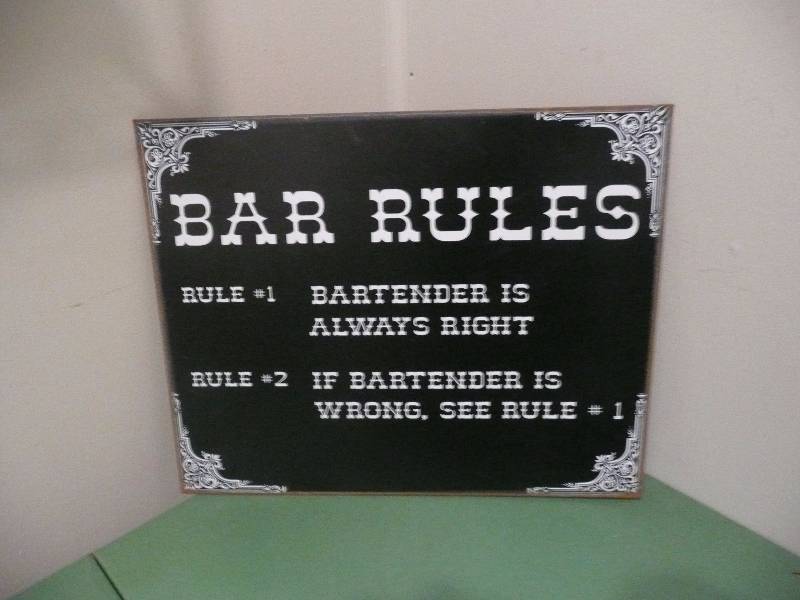 BAR RULES
RULE #1 BARTENDER IS
ALWAYS RIGHT
RULE #2 IF BARTENDER IS
WRONG, SEE RULE # 1